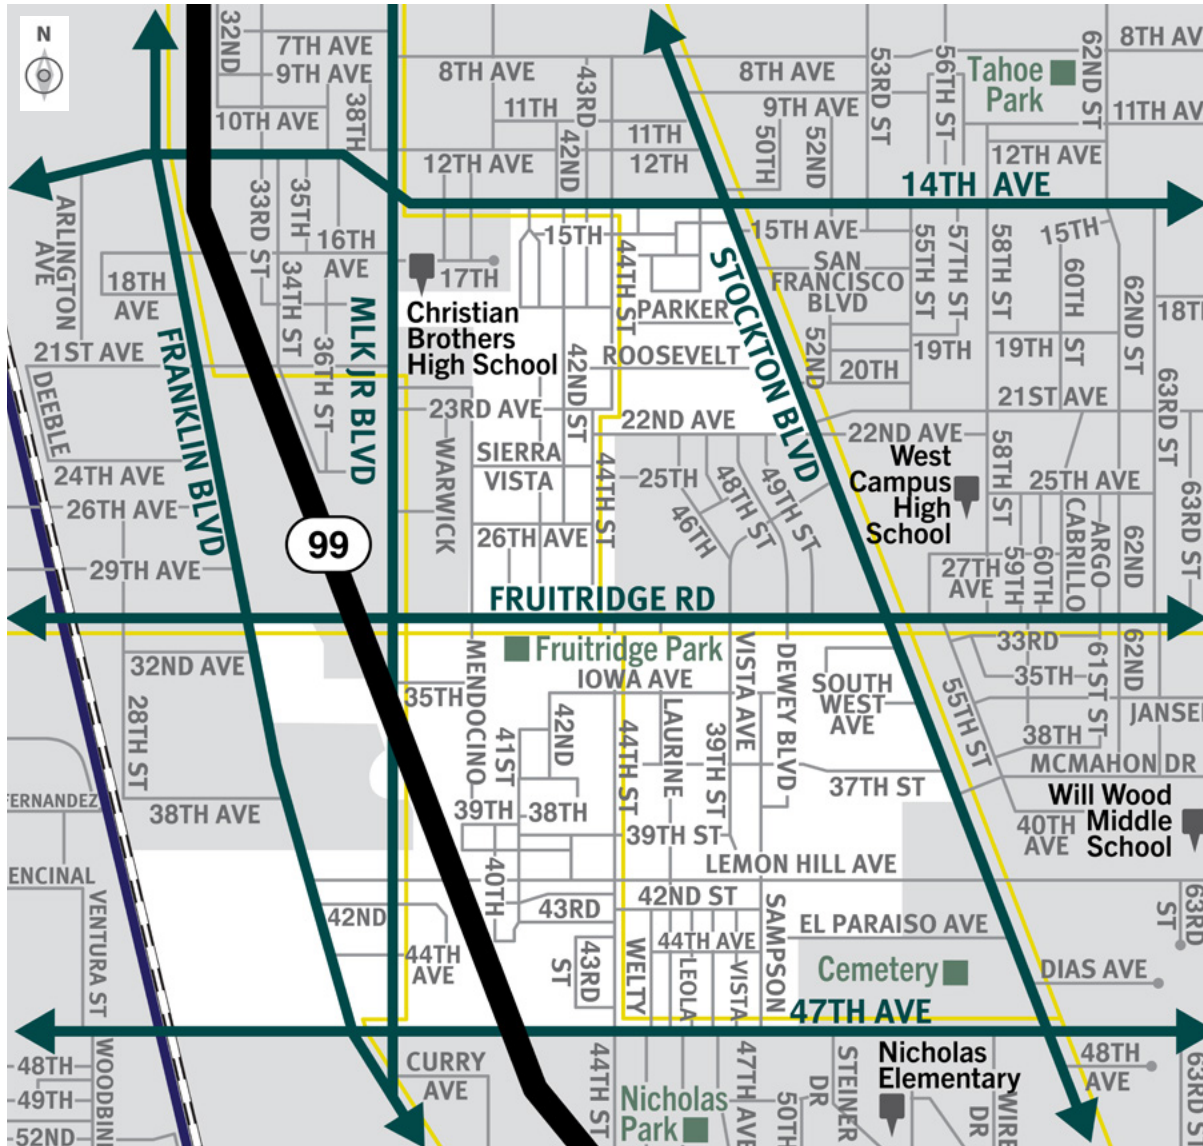 N
32ND
7TH AVE
9TH AVE
10TH AVE
38TH
8TH AVE
11TH
12TH AVE
43RD
42ND
11TH
12TH
8TH AVE
9TH AVE
50TH
52ND
53RD ST
56TH ST
Tahoe
Park
62ND ST
8TH AV
11TH AV
12TH AVE
14TH AVE
ARLINGTON
AVE
33RD ST
35TH
34TH ST
16TH
AVE
18TH
AVE
21ST AVE
36TH ST
MLK JR BLVD
FRANKLIN BLVD
DEEBLE
24TH AVE
26TH AVE
29TH AVE
17TH
Christian
Brothers
High School
15TH
44TH ST
PARKER
ROOSEVELT
42ND ST
23RD AVE
22ND AVE
SIERRA
VISTA
WARWICK
26TH AVE
44TH ST
25TH
46TH
48TH ST
49TH ST
STOCKTON BLVD
15TH AVE
SAN
FRANCISCO
BLVD
52ND
20TH
55TH ST
57TH ST
19TH
58TH ST
15TH
60TH
ST
19TH
62ND ST
18T
21ST AVE
63RD ST
22ND AVE
West
Campus
High
School
58TH ST
25TH AVE
CABRILLO
ARGO
62ND
63RD ST
27TH
AVE
59TH
60TH
99
FRUITRIDGE RD
32ND AVE
28TH ST
38TH AVE
FERNANDEZ
ENCINAL
VENTURA ST
35TH
MENDOCINO
Fruitridge Park
IOWA AVE
41ST
42ND
44TH ST
LAURINE
39TH ST
VISTA AVE
DEWEY BLVD
SOUTH
WEST
AVE
37TH ST
55TH ST
33RD
35TH
61ST ST
62ND
JANSE
38TH
MCMAHON DR
39TH
38TH
39TH ST
40TH
LEMON HILL AVE
Will Wood
Middle
School
40TH
AVE
42ND
44TH
AVE
43RD
43RD
ST
42ND ST
44TH AVE
WELTY
LEOLA
VISTA
SAMPSON
EL PARAISO AVE
Cemetery
DIAS AVE
63RD
ST
47TH AVE
48TH
49TH
52ND
WOODBIN
CURRY
AVE
44TH ST
Nicholas
Park
47TH AVE
50TH
STEINER
DR
Nicholas
Elementary
WIRE
DR
48TH
AVE
63RD S